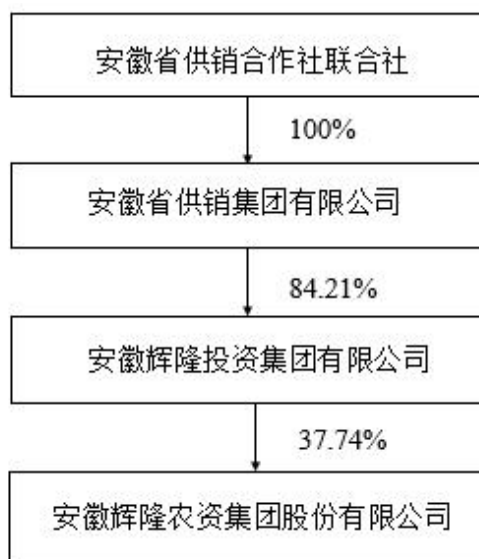 安徽省供销合作社联合社
100%
安徽省供销集团有限公司
84.21%
安徽辉隆投资集团有限公司
37.74%
安徽辉隆农资集团股份有限公司